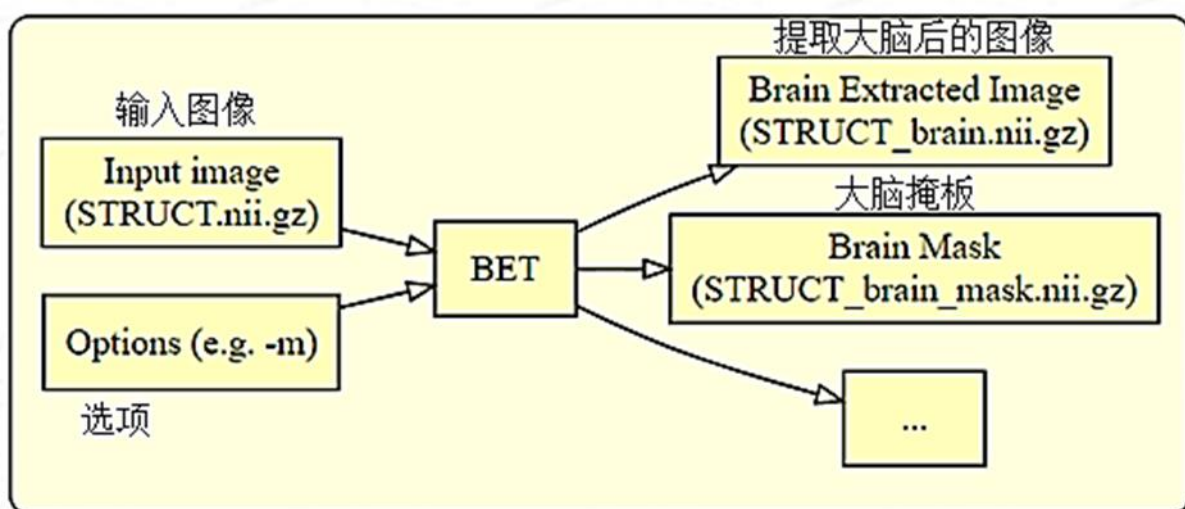 输入图像
Input image
(STRUCT.nii.gz)
Options (e.g. -m)
选项
BET
提取大脑后的图像
Brain Extracted Image
(STRUCT_brain.nii.gz)
大脑掩板
Brain Mask
(STRUCT_brain_mask.nii.gz)
...